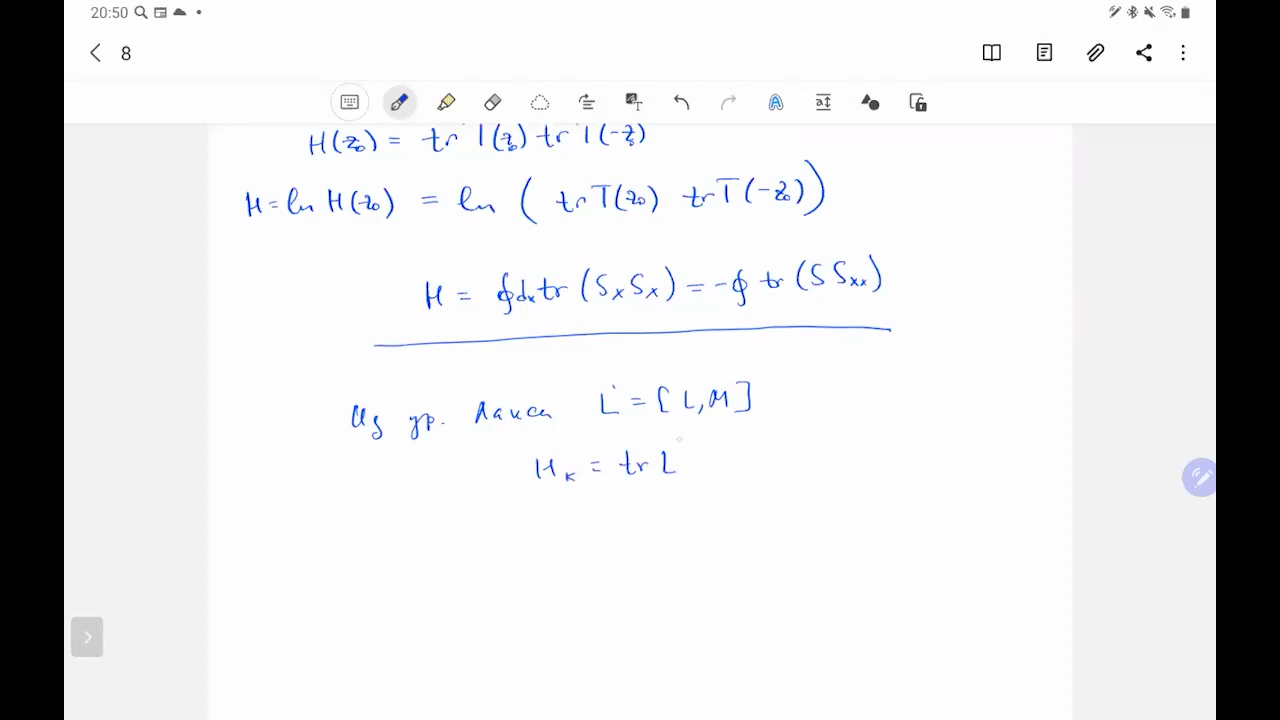 20:50
8
H(z₀) = tr T(z₀) tr T(-z₀)
H = ln H(z₀) = ln ( tr T(z₀) tr T(-z₀) )
H = ∮dx tr (SₓSₓ) = -∮ tr (S Sₓₓ)
Из ур. Лакса L̇ = [L, M]
Hₖ = tr L